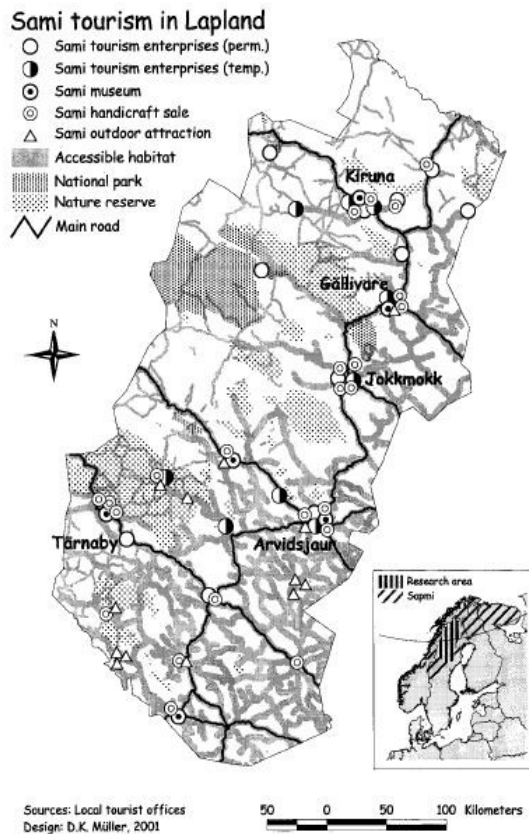 Sami tourism in Lapland
Sami tourism enterprises (perm.)
Sami tourism enterprises (temp.)
Sami museum
Sami handicraft sale
Sami outdoor attraction
Accessible habitat
National park
Nature reserve
Main road
Kiruna
Gällivare
N
Jokkmokk
Tärnaby
Arvidsjaur
Research area
Sapmi
Sources: Local tourist offices
Design: D.K. Müller, 2001
50 0 50 100 Kilometers